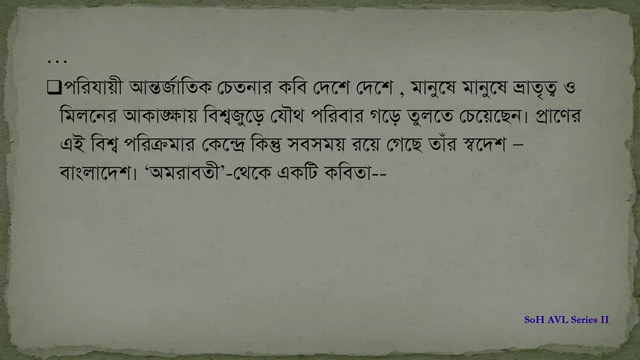 ...
❑পরিযায়ী আন্তর্জাতিক চেতনার কবি দেশে দেশে , মানুষে মানুষে ভ্রাতৃত্ব ও
মিলনের আকাঙ্ক্ষায় বিশ্বজুড়ে যৌথ পরিবার গড়ে তুলতে চেয়েছেন। প্রাণের
এই বিশ্ব পরিক্রমার কেন্দ্রে কিন্তু সবসময় রয়ে গেছে তাঁর স্বদেশ –
বাংলাদেশ। ‘অমরাবতী’-থেকে একটি কবিতা--
SoH AVL Series II